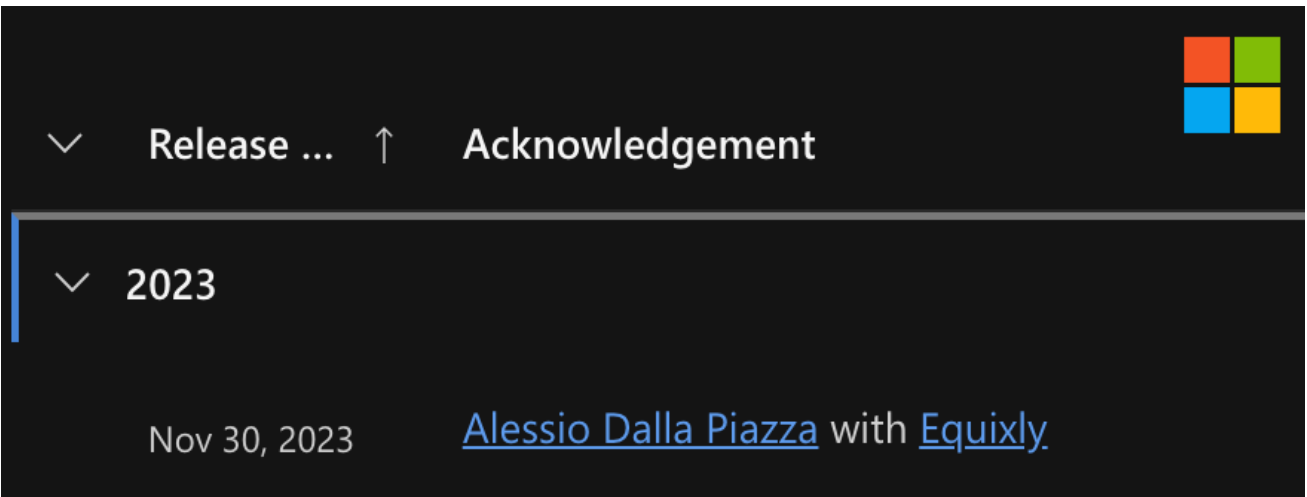 Release ... ↑ Acknowledgement
2023
Nov 30, 2023 Alessio Dalla Piazza with Equixly